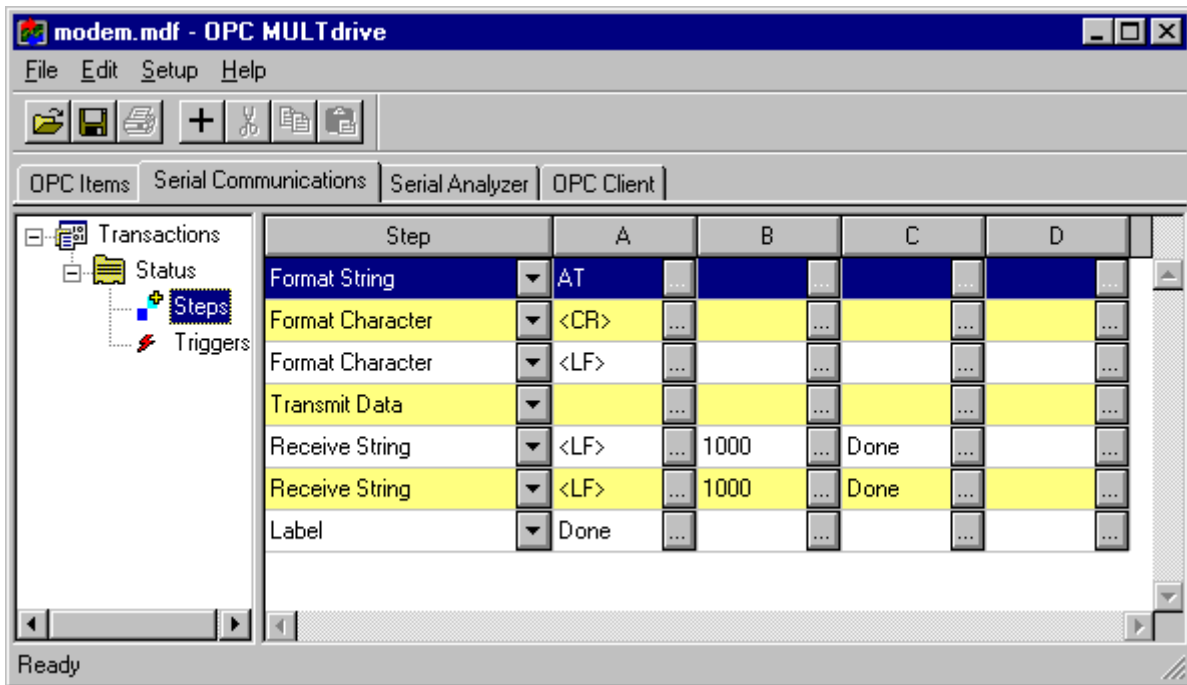 modem.mdf - OPC MULTdrive
File Edit Setup Help
OPC Items Serial Communications Serial Analyzer OPC Client
Transactions
Status
Steps
Triggers
Step A B C D
Format String AT ... ... ... ...
Format Character <CR> ... ... ... ...
Format Character <LF> ... ... ... ...
Transmit Data ... ... ... ...
Receive String <LF> ... 1000 ... Done ... ...
Receive String <LF> ... 1000 ... Done ... ...
Label Done ... ... ... ...
Ready